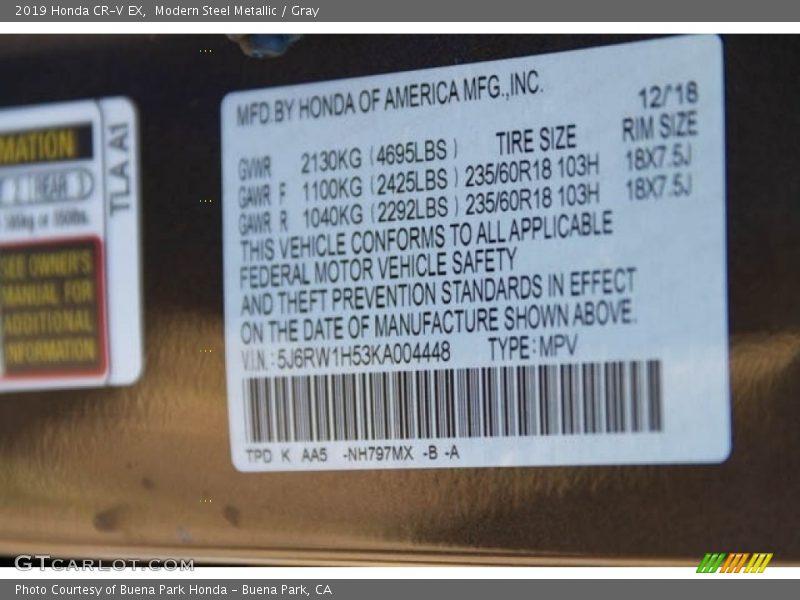 2019 Honda CR-V EX,  Modern Steel Metallic / Gray
MFD.BY HONDA OF AMERICA MFG.,INC.
12/18
TIRE SIZE RIM SIZE
GVWR 2130KG (4695LBS)
GAWR F 1100KG (2425LBS) 235/60R18 103H 18X7.5J
GAWR R 1040KG (2292LBS) 235/60R18 103H 18X7.5J
THIS VEHICLE CONFORMS TO ALL APPLICABLE
FEDERAL MOTOR VEHICLE SAFETY
AND THEFT PREVENTION STANDARDS IN EFFECT
ON THE DATE OF MANUFACTURE SHOWN ABOVE.
V.I.N.:5J6RW1H53KA004448 TYPE:MPV
TPD K AA5 -NH797MX -B -A
MATION
2 REAR
TLA A1
SEE OWNER'S
MANUAL FOR
ADDITIONAL
INFORMATION
GTCARLOT.COM
Photo Courtesy of Buena Park Honda - Buena Park, CA